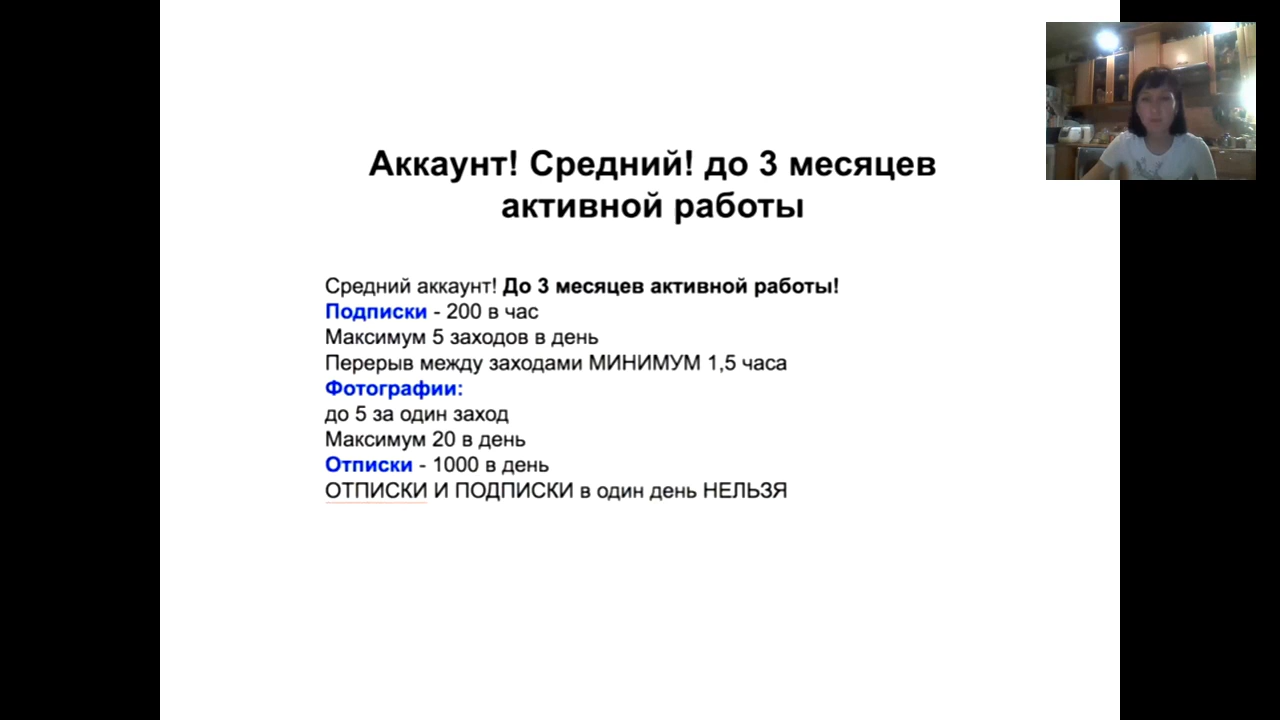 Аккаунт! Средний! до 3 месяцев
активной работы
Средний аккаунт! До 3 месяцев активной работы!
Подписки - 200 в час
Максимум 5 заходов в день
Перерыв между заходами МИНИМУМ 1,5 часа
Фотографии:
до 5 за один заход
Максимум 20 в день
Отписки - 1000 в день
ОТПИСКИ И ПОДПИСКИ в один день НЕЛЬЗЯ